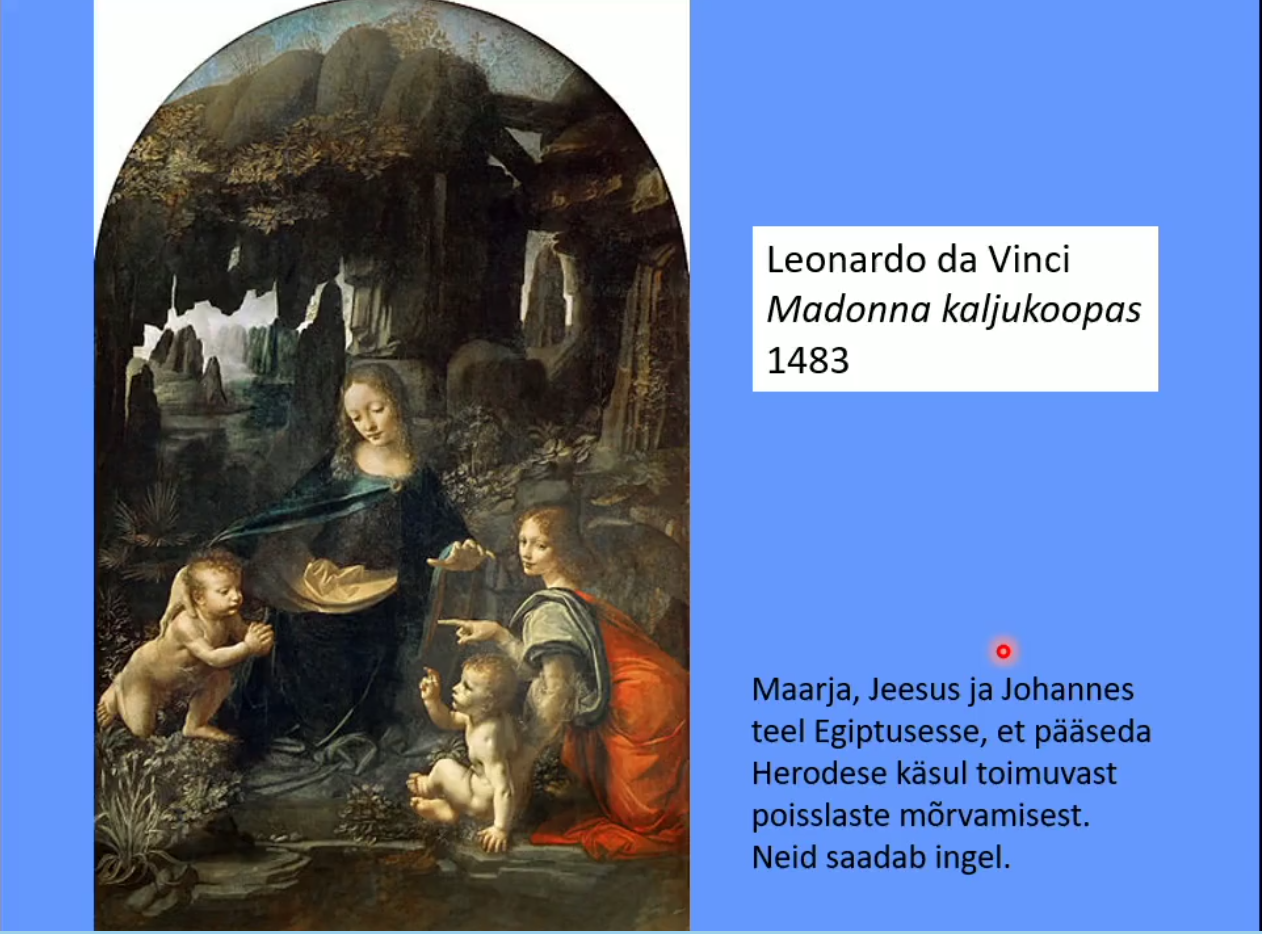 Leonardo da Vinci
Madonna kaljukoopas
1483
Maarja, Jeesus ja Johannes
teel Egiptusesse, et pääseda
Herodese käsul toimuvast
poisslaste mõrvamisest.
Neid saadab ingel.